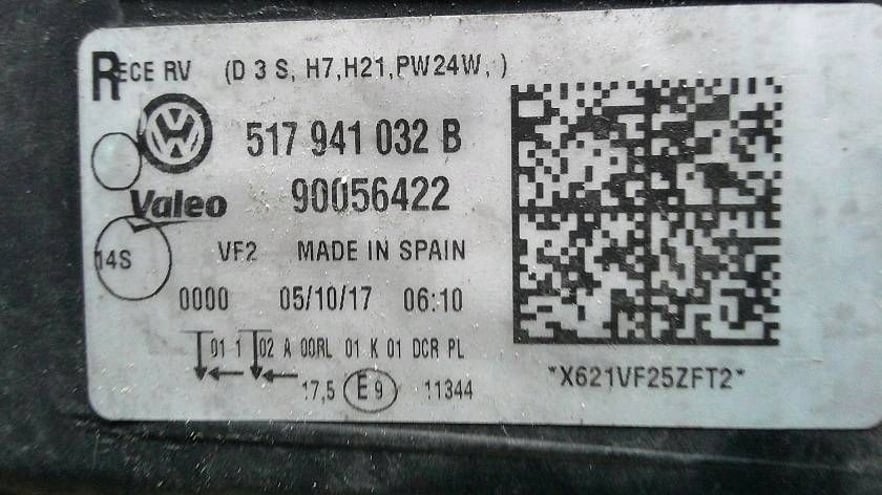 RECE RV (D 3 S, H7,H21,PW24W, )
517 941 032 B
Valeo 90056422
14S VF2 MADE IN SPAIN
0000 05/10/17 06:10
01 1 02 A 00RL 01 K 01 DCR PL
17,5 E9 11344
*X621VF25ZFT2*